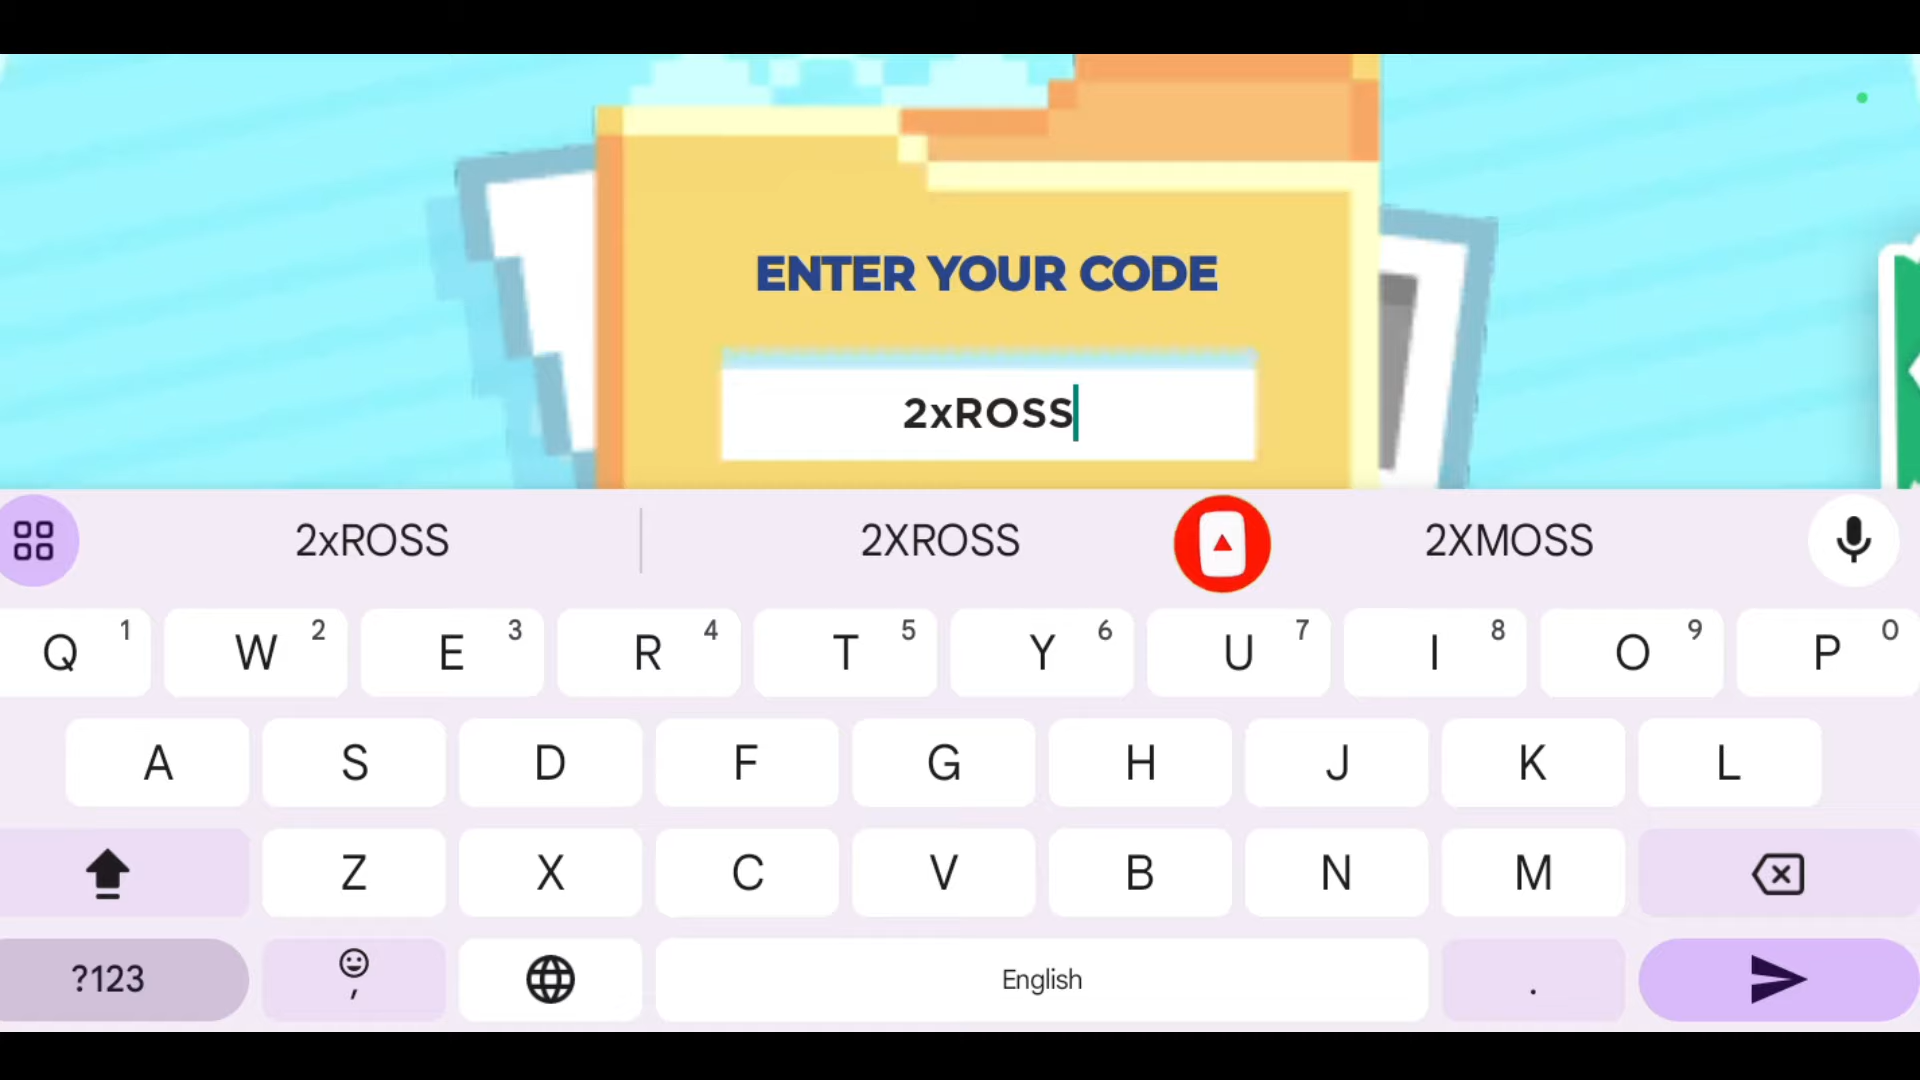 ENTER YOUR CODE
2xROSS
2xROSS 2XROSS 2XMOSS
Q 1 W 2 E 3 R 4 T 5 Y 6 U 7 I 8 O 9 P 0
A S D F G H J K L
Z X C V B N M
?123 , English .